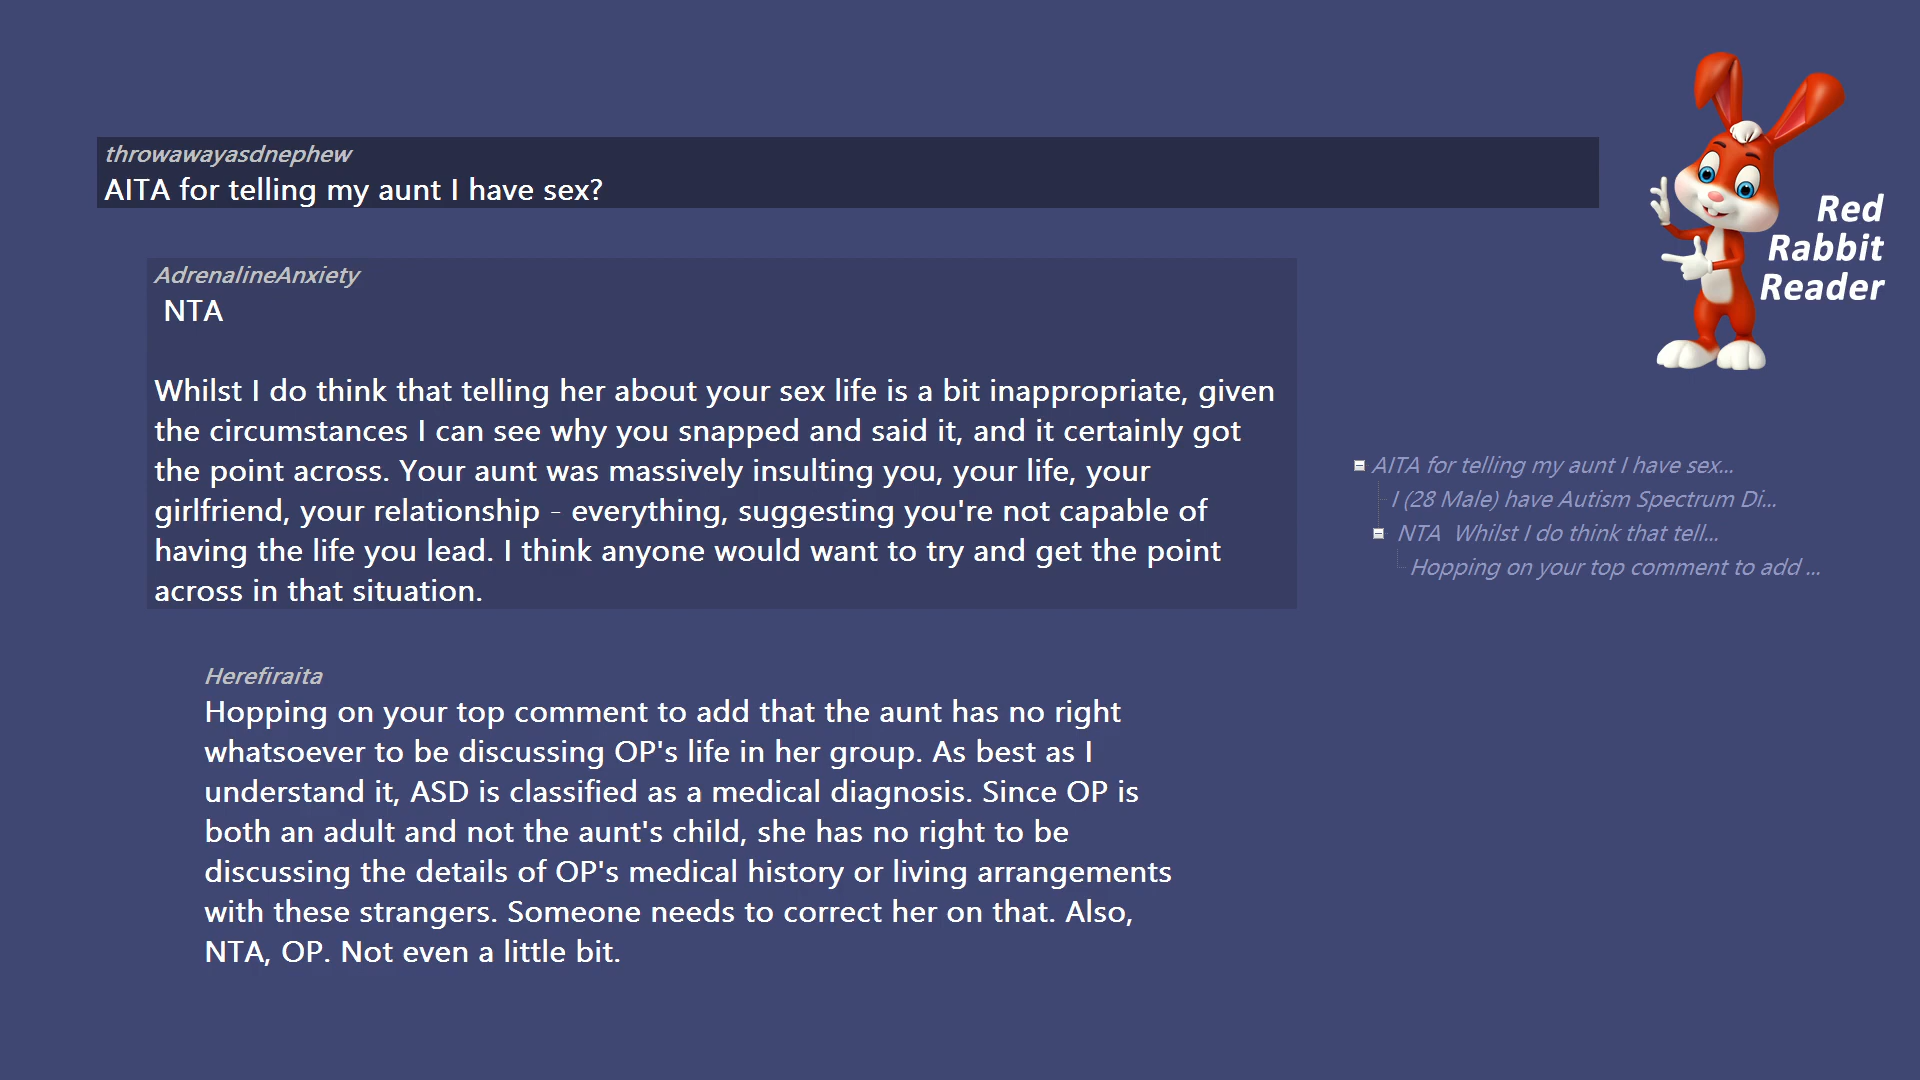 throwawayasdnephew
AITA for telling my aunt I have sex?
Red
Rabbit
Reader
AdrenalineAnxiety
NTA
Whilst I do think that telling her about your sex life is a bit inappropriate, given
the circumstances I can see why you snapped and said it, and it certainly got
the point across. Your aunt was massively insulting you, your life, your
girlfriend, your relationship - everything, suggesting you're not capable of
having the life you lead. I think anyone would want to try and get the point
across in that situation.
AITA for telling my aunt I have sex...
I (28 Male) have Autism Spectrum Di...
NTA  Whilst I do think that tell...
Hopping on your top comment to add ...
Herefiraita
Hopping on your top comment to add that the aunt has no right
whatsoever to be discussing OP's life in her group. As best as I
understand it, ASD is classified as a medical diagnosis. Since OP is
both an adult and not the aunt's child, she has no right to be
discussing the details of OP's medical history or living arrangements
with these strangers. Someone needs to correct her on that. Also,
NTA, OP. Not even a little bit.